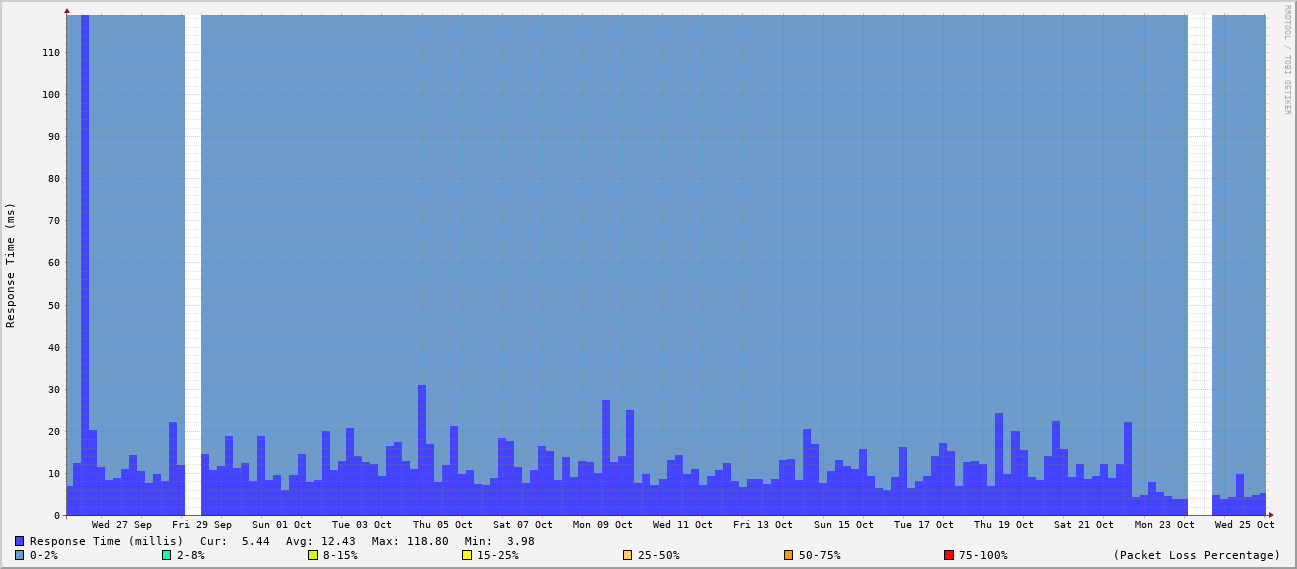 RRDTOOL / TOBI OETIKER
Response Time (ms)
110
100
90
80
70
60
50
40
30
20
10
0
Wed 27 Sep Fri 29 Sep Sun 01 Oct Tue 03 Oct Thu 05 Oct Sat 07 Oct Mon 09 Oct Wed 11 Oct Fri 13 Oct Sun 15 Oct Tue 17 Oct Thu 19 Oct Sat 21 Oct Mon 23 Oct Wed 25 Oct
Response Time (millis) Cur: 5.44 Avg: 12.43 Max: 118.80 Min: 3.98
0-2% 2-8% 8-15% 15-25% 25-50% 50-75% 75-100% (Packet Loss Percentage)